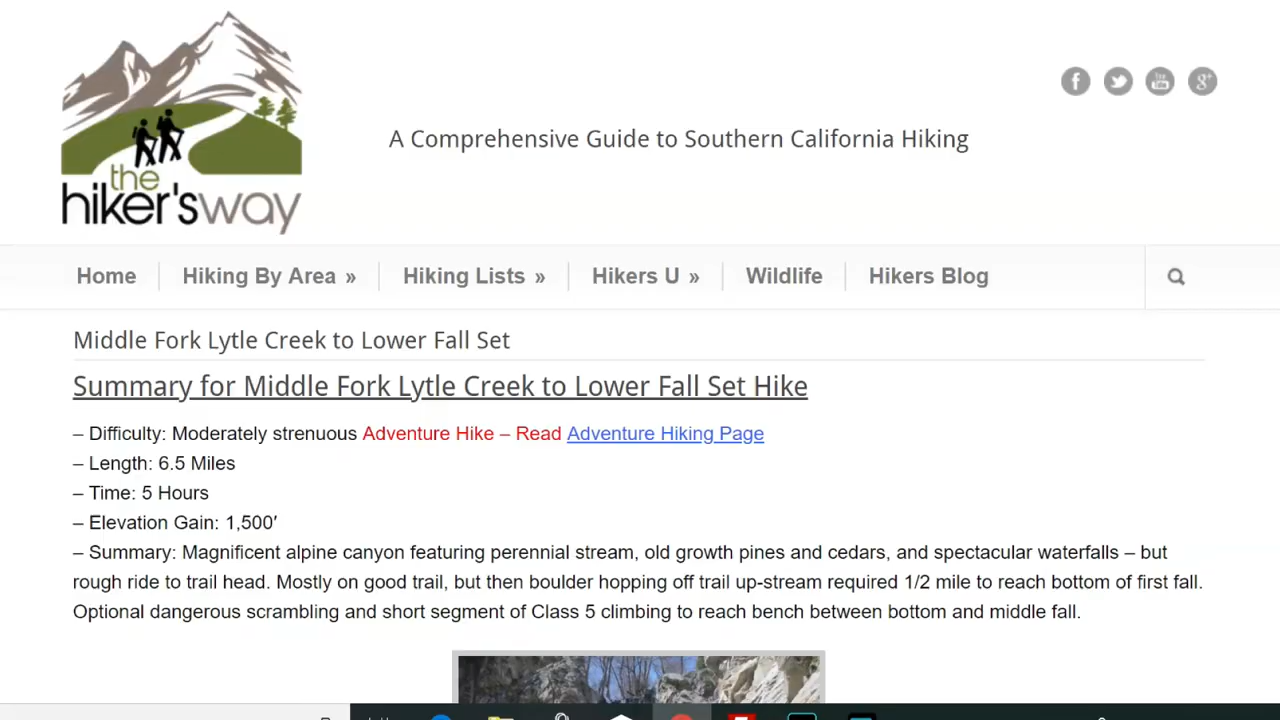 the
hiker'sway
A Comprehensive Guide to Southern California Hiking
Home
Hiking By Area »
Hiking Lists »
Hikers U »
Wildlife
Hikers Blog
Middle Fork Lytle Creek to Lower Fall Set
Summary for Middle Fork Lytle Creek to Lower Fall Set Hike
– Difficulty: Moderately strenuous Adventure Hike – Read Adventure Hiking Page
– Length: 6.5 Miles
– Time: 5 Hours
– Elevation Gain: 1,500′
– Summary: Magnificent alpine canyon featuring perennial stream, old growth pines and cedars, and spectacular waterfalls – but
rough ride to trail head. Mostly on good trail, but then boulder hopping off trail up-stream required 1/2 mile to reach bottom of first fall.
Optional dangerous scrambling and short segment of Class 5 climbing to reach bench between bottom and middle fall.